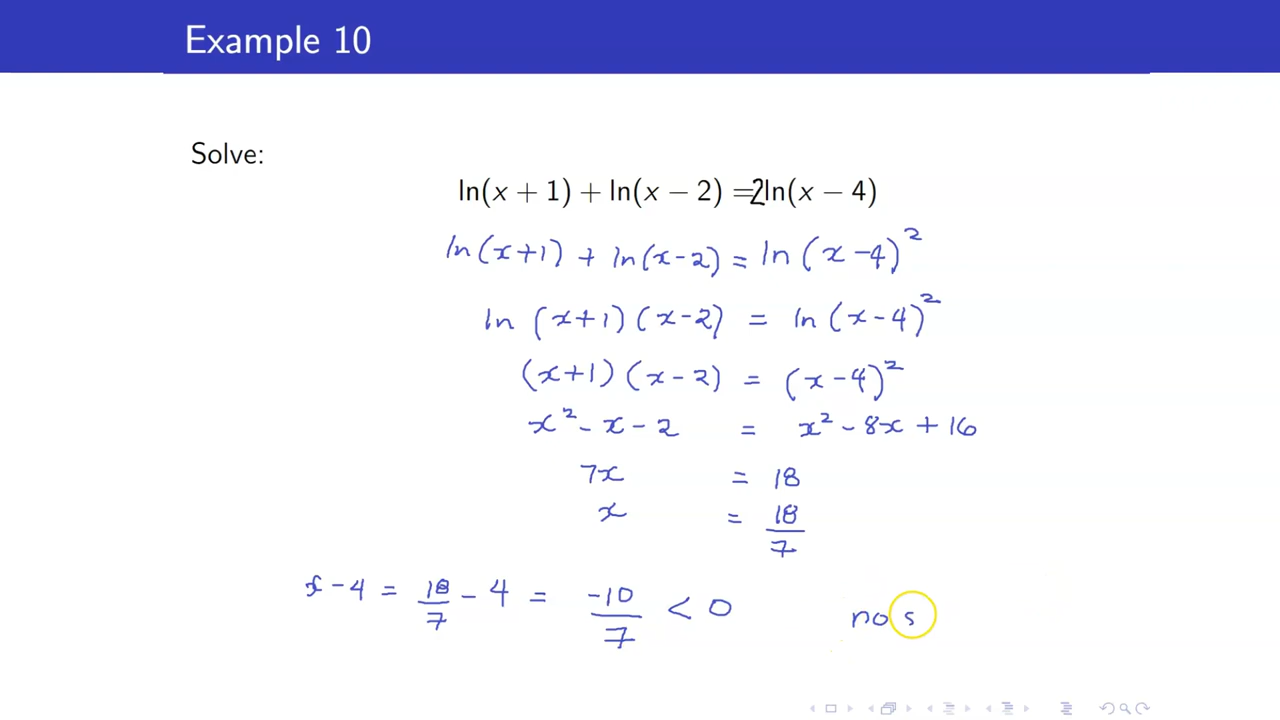 Example 10
Solve:
ln(x + 1) + ln(x − 2) =2ln(x − 4)
ln(x+1) + ln(x-2) = ln(x-4)²
ln (x+1)(x-2) = ln(x-4)²
(x+1)(x-2) = (x-4)²
x² - x - 2 = x² - 8x + 16
7x = 18
x = 18/7
x-4 = 18/7 - 4 = -10/7 < 0
no s